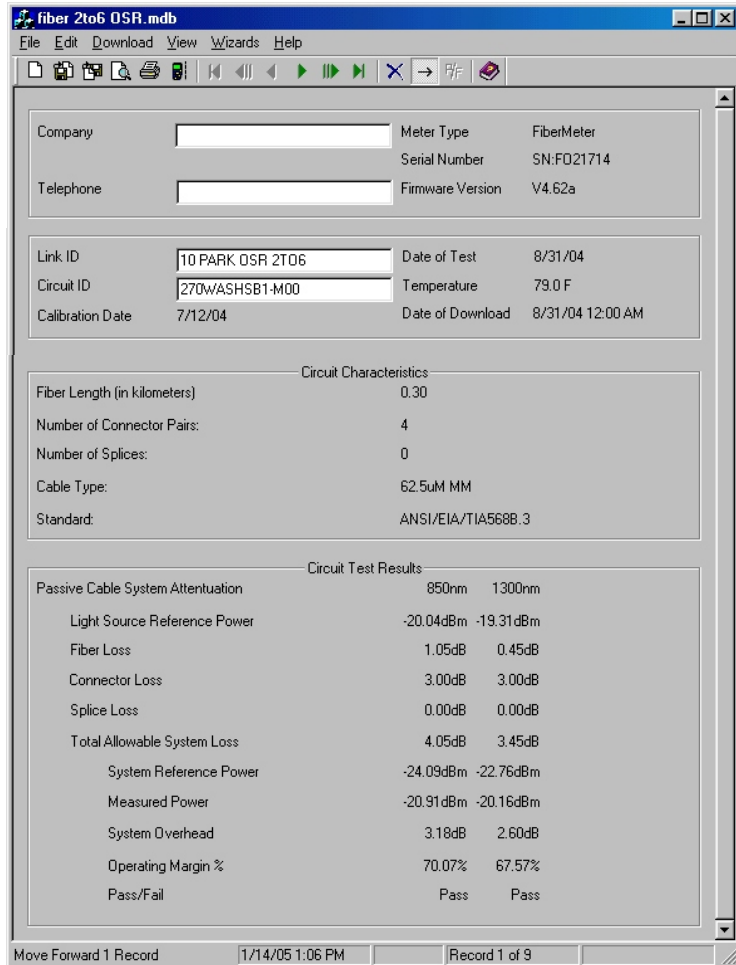 fiber 2to6 OSR.mdb
File Edit Download View Wizards Help
P/F
Company Meter Type FiberMeter
Serial Number SN:FO21714
Telephone Firmware Version V4.62a
Link ID 10 PARK OSR 2TO6 Date of Test 8/31/04
Circuit ID 270WASHSB1-M00 Temperature 79.0 F
Calibration Date 7/12/04 Date of Download 8/31/04 12:00 AM
Circuit Characteristics
Fiber Length (in kilometers) 0.30
Number of Connector Pairs: 4
Number of Splices: 0
Cable Type: 62.5uM MM
Standard: ANSI/EIA/TIA568B.3
Circuit Test Results
Passive Cable System Attentuation 850nm 1300nm
Light Source Reference Power -20.04dBm -19.31dBm
Fiber Loss 1.05dB 0.45dB
Connector Loss 3.00dB 3.00dB
Splice Loss 0.00dB 0.00dB
Total Allowable System Loss 4.05dB 3.45dB
System Reference Power -24.09dBm -22.76dBm
Measured Power -20.91dBm -20.16dBm
System Overhead 3.18dB 2.60dB
Operating Margin % 70.07% 67.57%
Pass/Fail Pass Pass
Move Forward 1 Record 1/14/05 1:06 PM Record 1 of 9